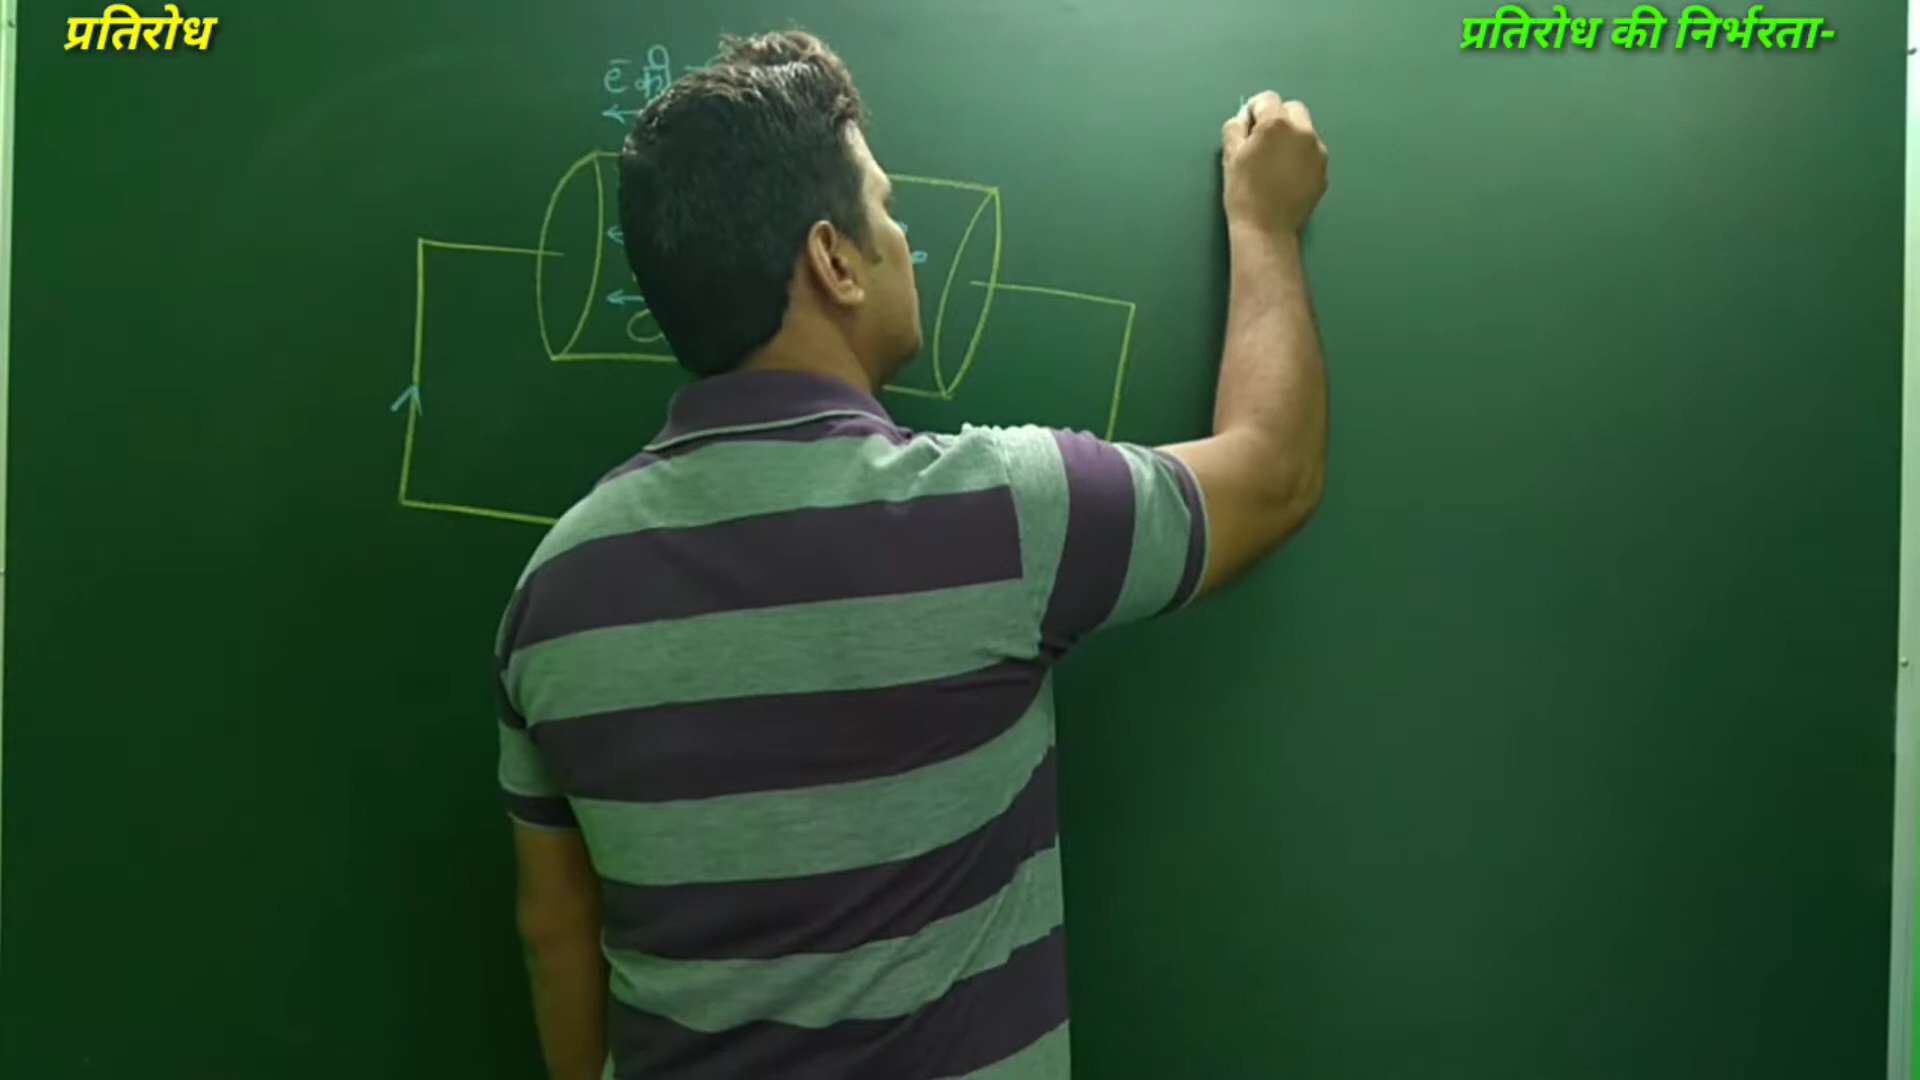 प्रतिरोध
प्रतिरोध की निर्भरता-
e⁻ की